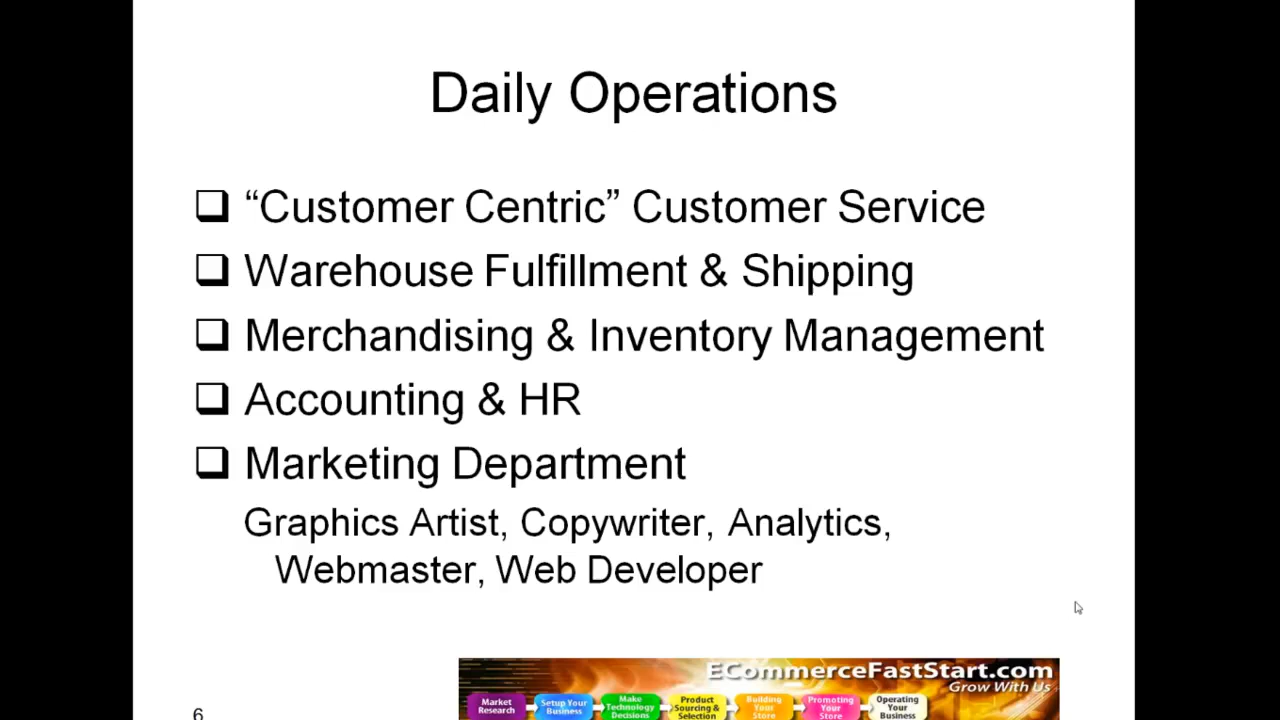 Daily Operations
“Customer Centric” Customer Service
Warehouse Fulfillment & Shipping
Merchandising & Inventory Management
Accounting & HR
Marketing Department
Graphics Artist, Copywriter, Analytics,
Webmaster, Web Developer
ECommerceFastStart.com
Grow With Us
Market
Research
Setup Your
Business
Make
Technology
Decisions
Product
Sourcing &
Selection
Building
Your
Store
Promoting
Your
Store
Operating
Your
Business
6